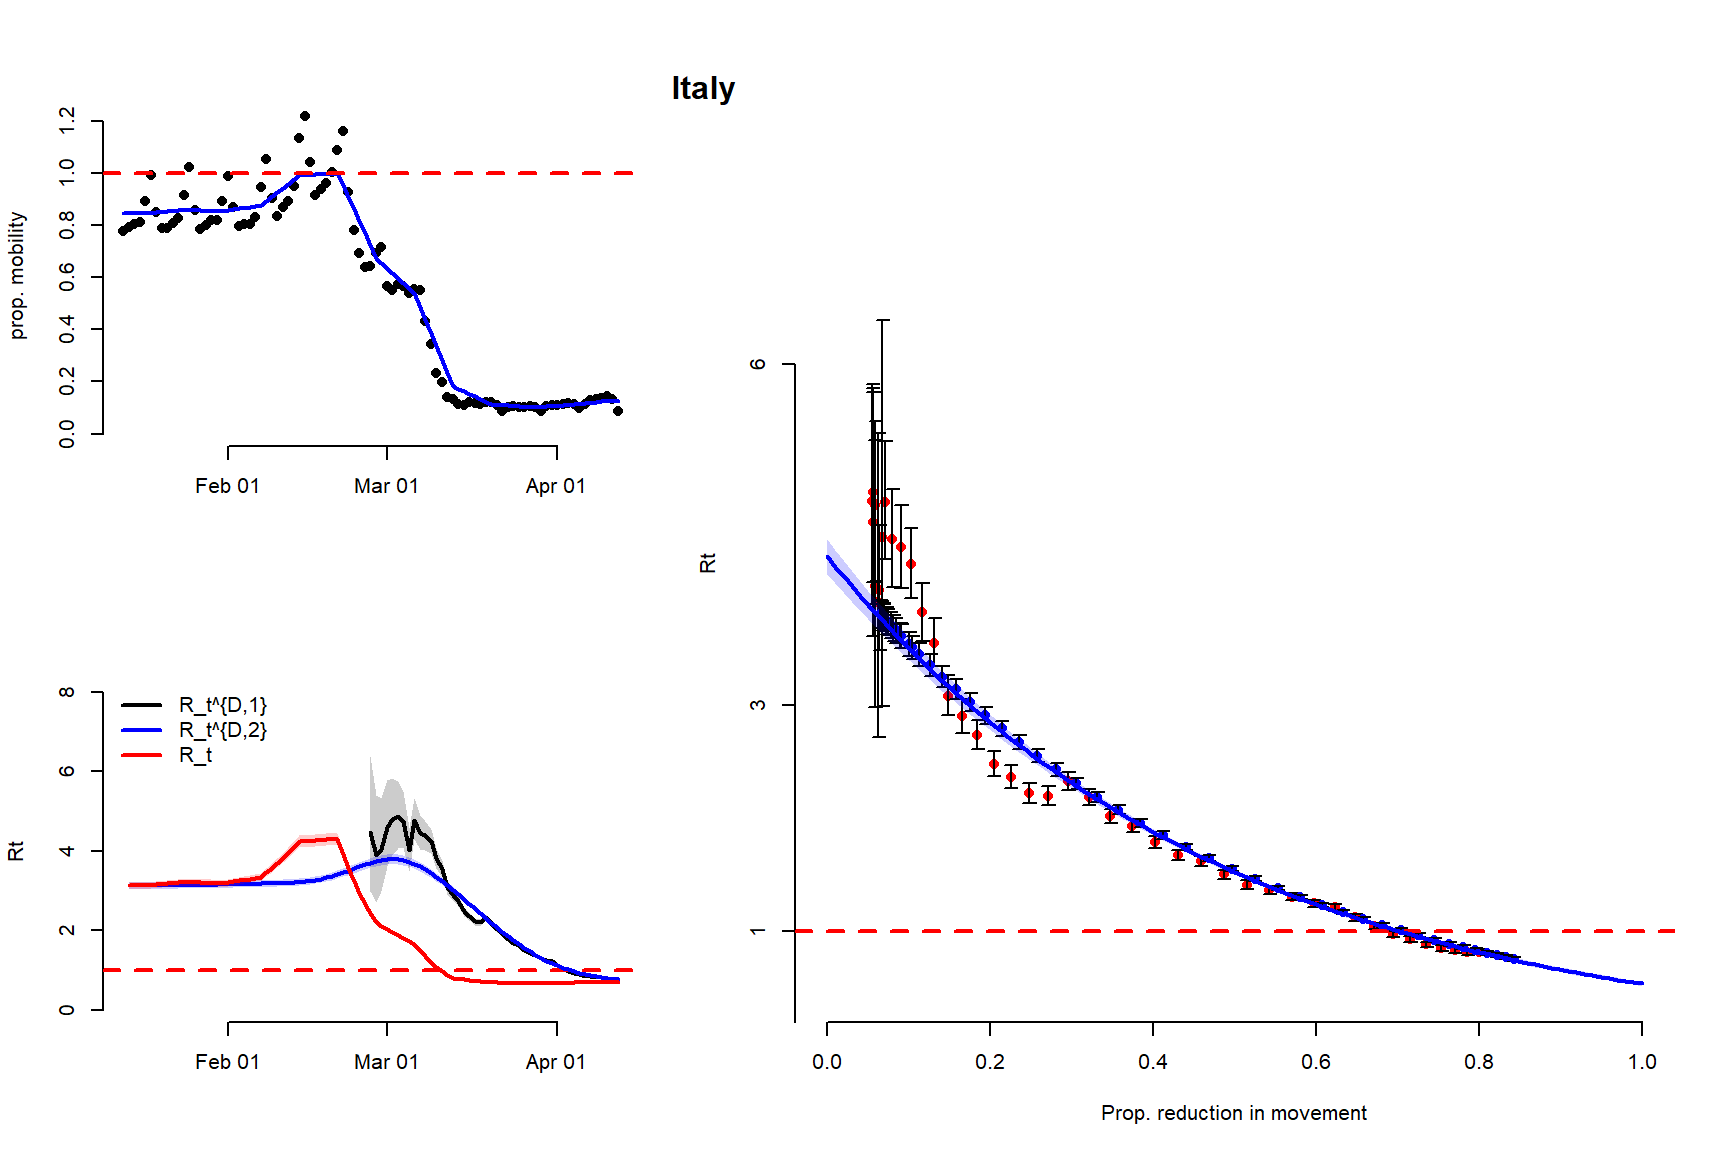 Italy
prop. mobility
1.2
1.0
0.8
0.6
0.4
0.2
0.0
Feb 01 Mar 01 Apr 01
Rt
8
6
4
2
0
R_t^{D,1}
R_t^{D,2}
R_t
Feb 01 Mar 01 Apr 01
Rt
6
3
1
0.0 0.2 0.4 0.6 0.8 1.0
Prop. reduction in movement